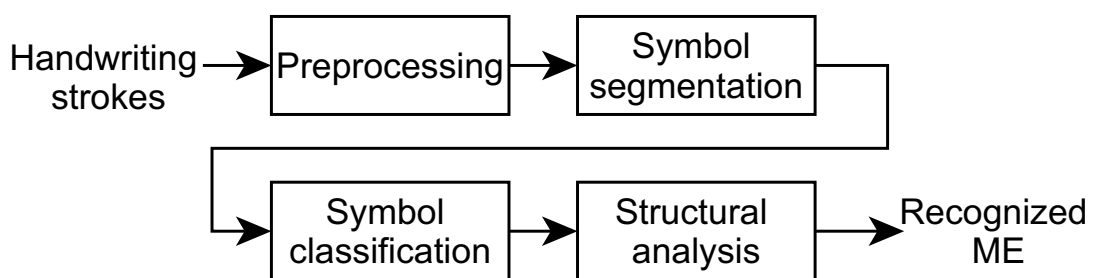 Handwriting
strokes
Preprocessing
Symbol
segmentation
Symbol
classification
Structural
analysis
Recognized
ME